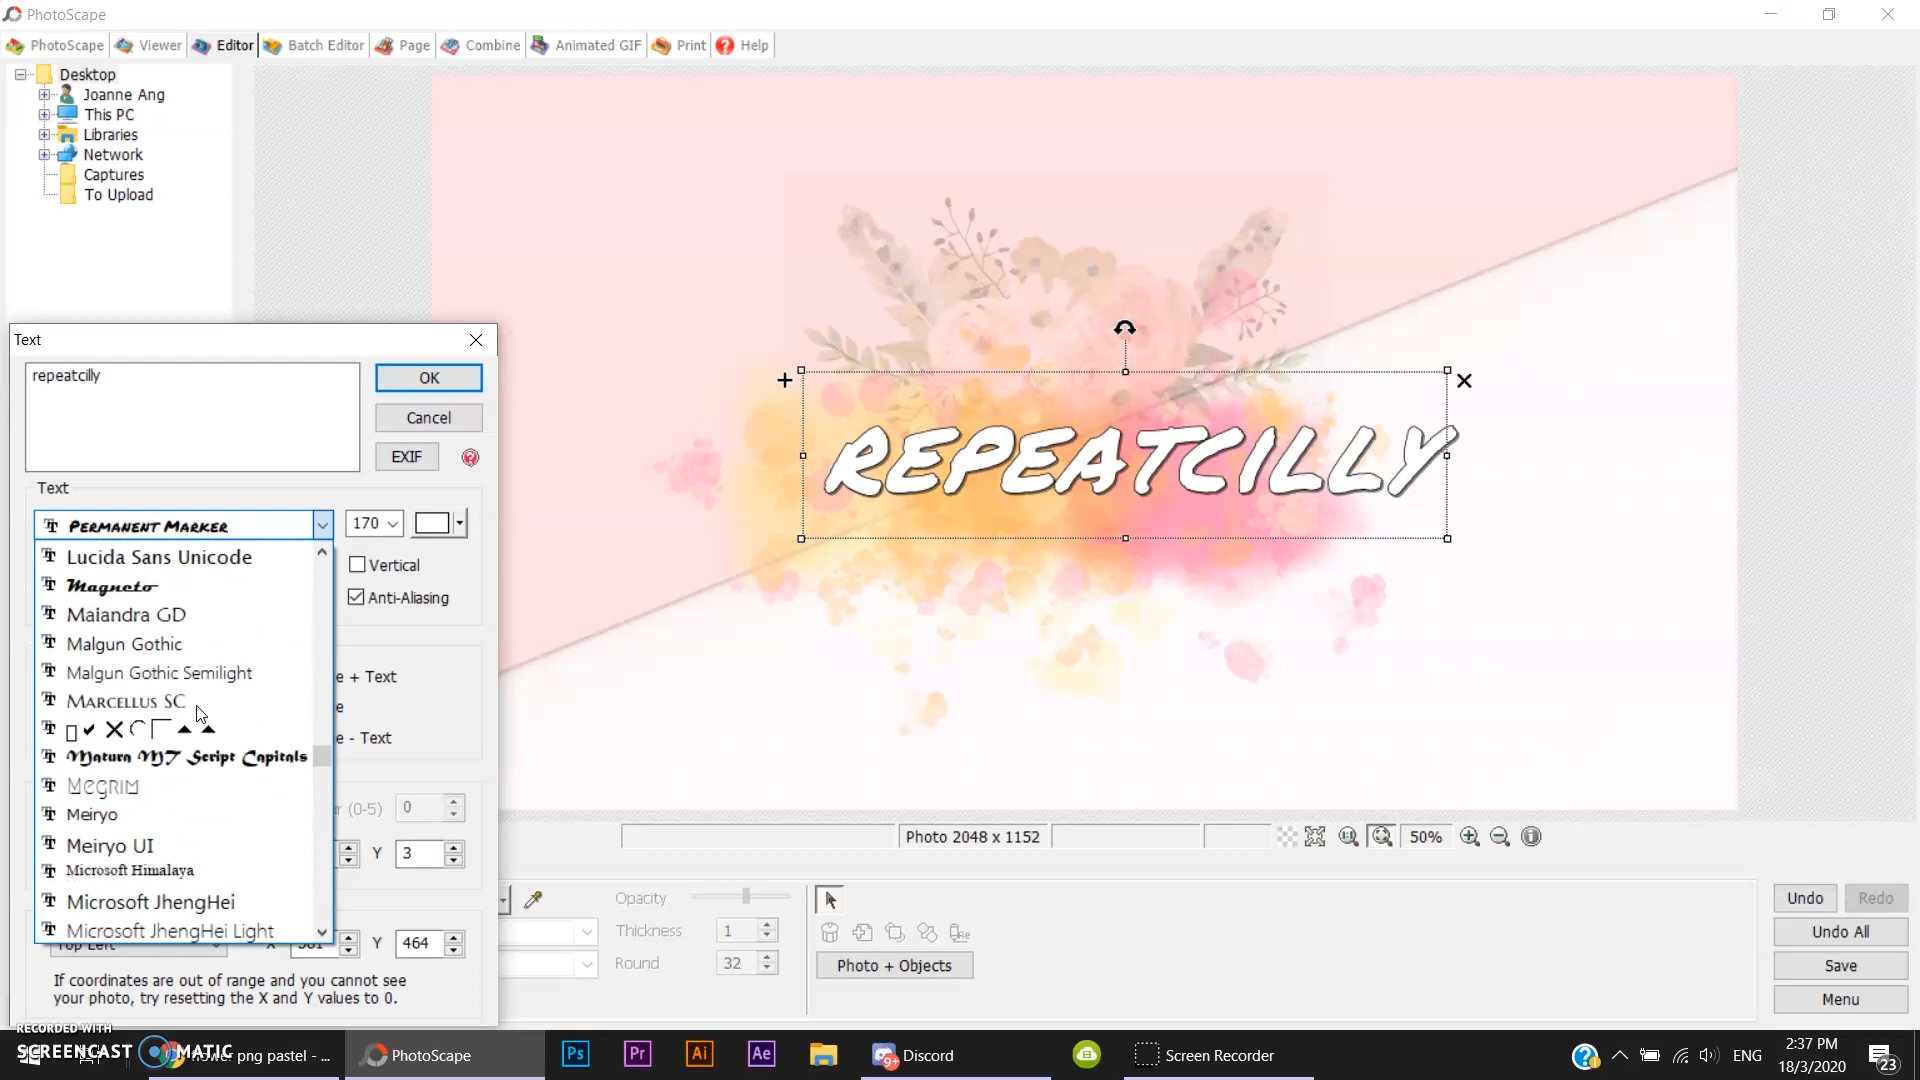 PhotoScape
PhotoScape Viewer Editor Batch Editor Page Combine Animated GIF Print Help
Desktop
Joanne Ang
This PC
Libraries
Network
Captures
To Upload
Text
repeatcilly
OK
Cancel
EXIF
Text
PERMANENT MARKER
170
Vertical
Anti-Aliasing
Lucida Sans Unicode
Magneto
Maiandra GD
Malgun Gothic
Malgun Gothic Semilight
MARCELLUS SC
Matura MT Script Capitals
Megrim
Meiryo
Meiryo UI
Microsoft Himalaya
Microsoft JhengHei
Microsoft JhengHei Light
e + Text
e - Text
(0-5) 0
Y 3
Top Left X 581 Y 464
If coordinates are out of range and you cannot see
your photo, try resetting the X and Y values to 0.
REPEATCILLY
Photo 2048 x 1152
50%
Opacity
Thickness 1
Round 32
Photo + Objects
Undo Redo
Undo All
Save
Menu
RECORDED WITH
SCREENCAST MATIC
png pastel - ...
PhotoScape
Ps
Pr
Ai
Ae
9+
Discord
Screen Recorder
ENG
2:37 PM
18/3/2020
23